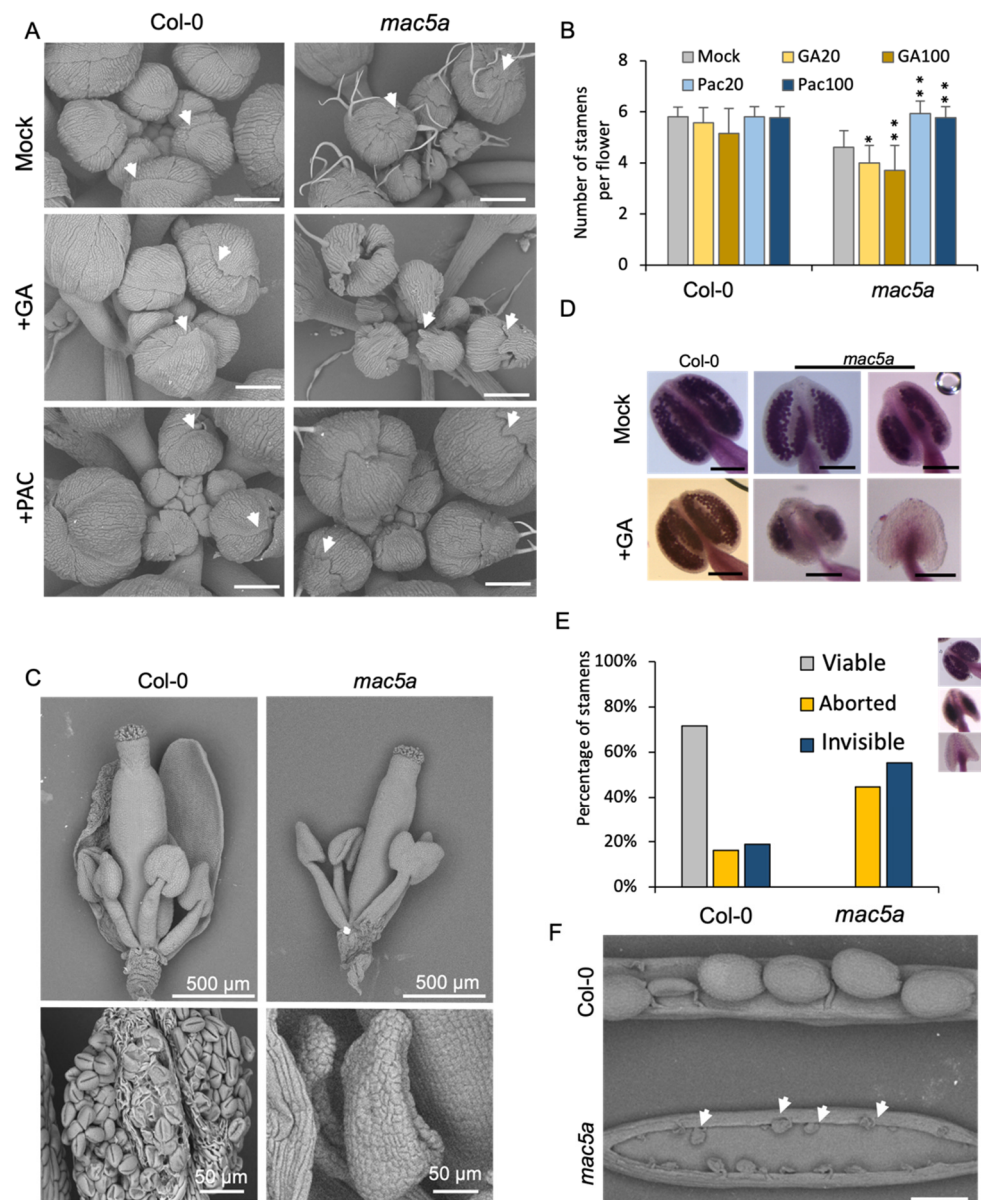 A
Col-0
mac5a
Mock
+GA
+PAC
B
Number of stamens
per flower
8
6
4
2
0
Mock
GA20
GA100
Pac20
Pac100
*
**
**
**
Col-0
mac5a
C
Col-0
mac5a
500 µm
500 µm
50 µm
50 µm
D
Col-0
mac5a
Mock
+GA
E
Percentage of stamens
100%
80%
60%
40%
20%
0%
Viable
Aborted
Invisible
Col-0
mac5a
F
Col-0
mac5a